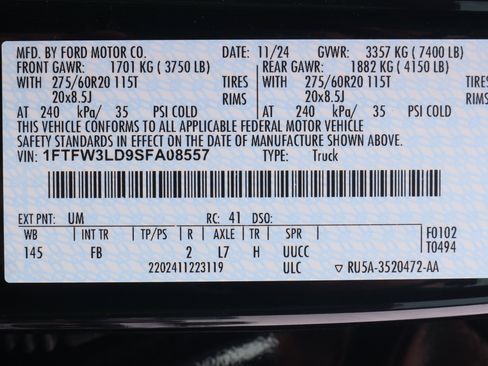 MFD. BY FORD MOTOR CO. DATE: 11/24 GVWR: 3357 KG ( 7400 LB)
FRONT GAWR: 1701 KG ( 3750 LB) REAR GAWR: 1882 KG ( 4150 LB)
WITH 275/60R20 115T TIRES WITH 275/60R20 115T TIRES
20x8.5J RIMS 20x8.5J RIMS
AT 240 kPa/ 35 PSI COLD AT 240 kPa/ 35 PSI COLD
THIS VEHICLE CONFORMS TO ALL APPLICABLE FEDERAL MOTOR VEHICLE
SAFETY STANDARDS IN EFFECT ON THE DATE OF MANUFACTURE SHOWN ABOVE.
VIN: 1FTFW3LD9SFA08557 TYPE: Truck
EXT PNT: UM RC: 41 DSO:
WB INT TR TP/PS R AXLE TR SPR F0102
145 FB 2 L7 H UUCC T0494
2202411223119 ULC RU5A-3520472-AA